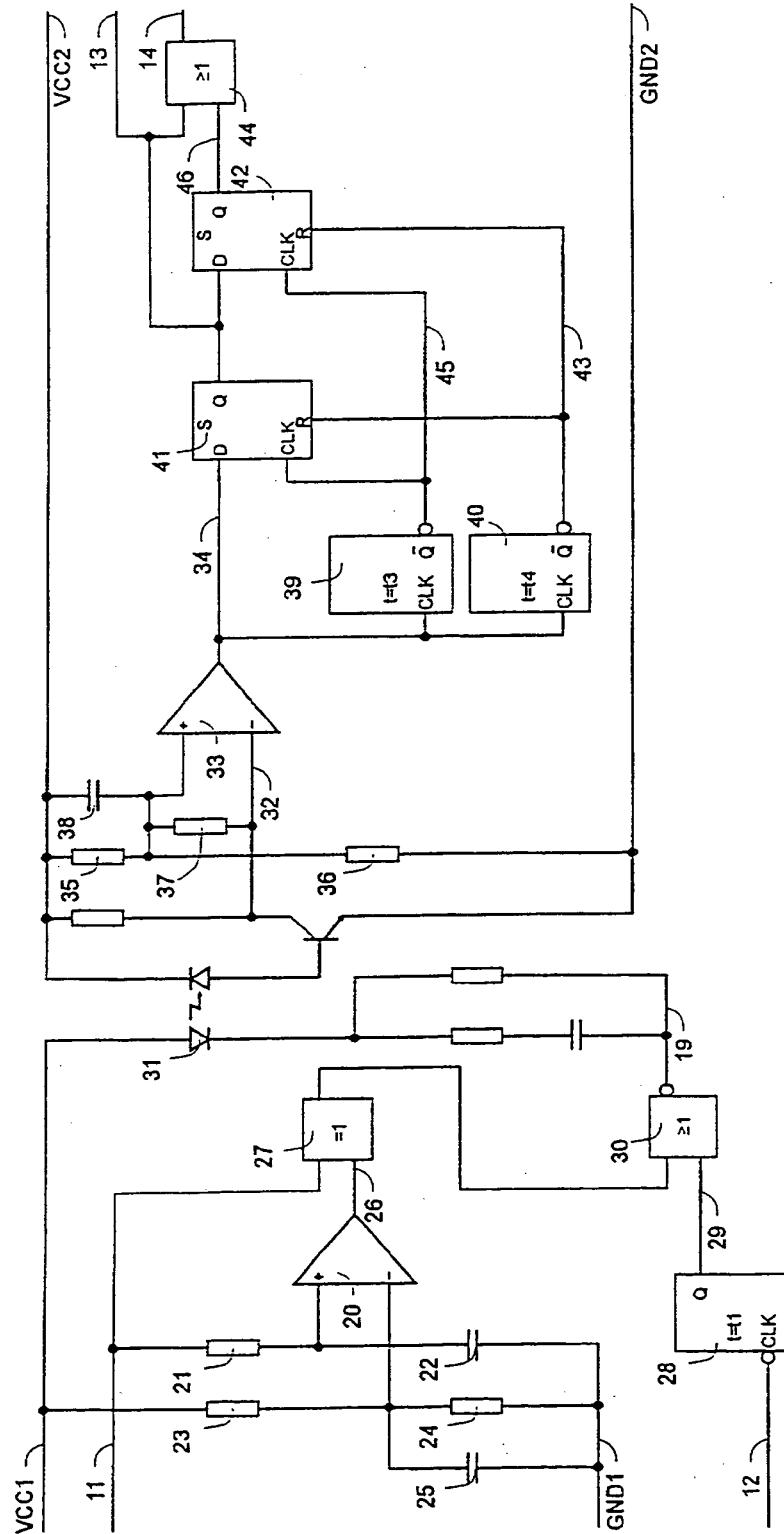 VCC1
11
23
21
20
24
22
25
GND1
12
28
t=t1
Q
CLK
29
30
≥1
19
26
27
=1
31
35
38
37
36
32
33
+
-
+
-
34
39
t=t3
CLK
Q̄
40
t=t4
CLK
Q̄
41
S
D
Q
CLK
R
45
43
42
S
D
Q
CLK
R
46
44
≥1
14
13
VCC2
GND2